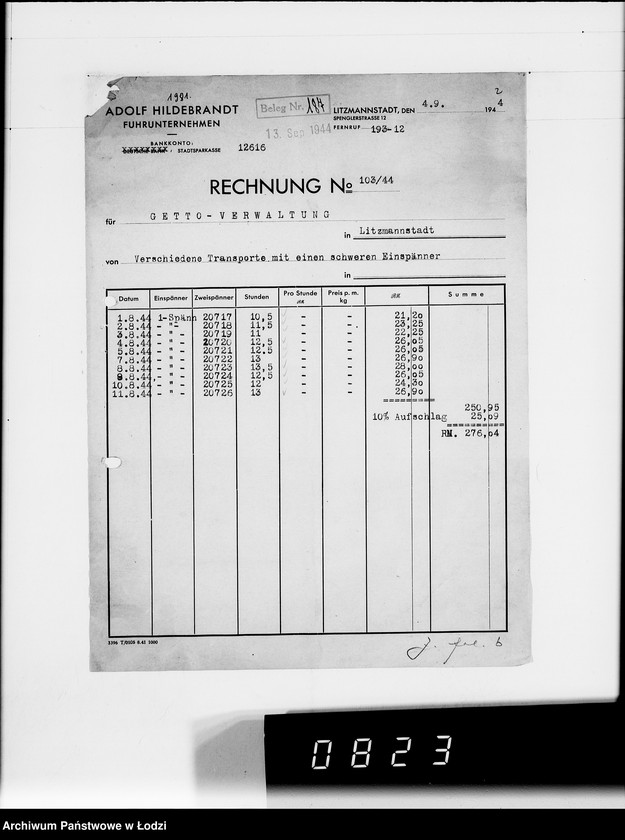 1991.
2
ADOLF HILDEBRANDT
FUHRUNTERNEHMEN
BANKKONTO:
STADTSPARKASSE 12616
Beleg Nr. 184
13. Sep 1944
LITZMANNSTADT, DEN 4.9. 194 4
SPENGLERSTRASSE 12
FERNRUF 193-12
RECHNUNG No 103/44
für GETTO-VERWALTUNG
in Litzmannstadt
von Verschiedene Transporte mit einen schweren Einspänner
in
Datum Einspänner Zweispänner Stunden Pro Stunde RM Preis p. m. kg RM Summe
1.8.44 1-Spänn 20717 10,5 - - 21,20
2.8.44 - " - 20718 11,5 - - 23,25
3.8.44 - " - 20719 11 - - 22,25
4.8.44 - " - 20720 12,5 - - 26,05
5.8.44 - " - 20721 12.5 - - 26,05
7.8.44 - " - 20722 13 - - 26,90
8.8.44 - " - 20723 13,5 - - 28,00
9.8.44, - " - 20724 12,5 - - 26,05
10.8.44 - " - 20725 12 - - 24,30
11.8.44 - " - 20726 13 - - 26,90
250,95
10% Aufschlag 25,09
RM. 276,04
1396 T/0108 6.41 1000
0823
Archiwum Państwowe w Łodzi